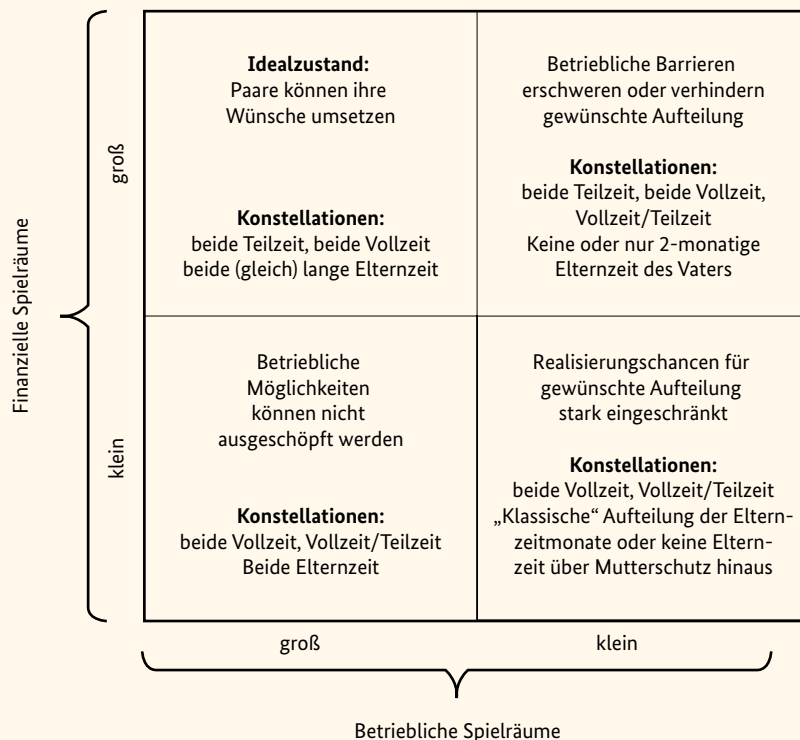 Finanzielle Spielräume
groß
Idealzustand:
Paare können ihre
Wünsche umsetzen
Konstellationen:
beide Teilzeit, beide Vollzeit
beide (gleich) lange Elternzeit
Betriebliche Barrieren
erschweren oder verhindern
gewünschte Aufteilung
Konstellationen:
beide Teilzeit, beide Vollzeit,
Vollzeit/Teilzeit
Keine oder nur 2-monatige
Elternzeit des Vaters
klein
Betriebliche
Möglichkeiten
können nicht
ausgeschöpft werden
Konstellationen:
beide Vollzeit, Vollzeit/Teilzeit
Beide Elternzeit
Realisierungschancen für
gewünschte Aufteilung
stark eingeschränkt
Konstellationen:
beide Vollzeit, Vollzeit/Teilzeit
„Klassische“ Aufteilung der Eltern-
zeitmonate oder keine Eltern-
zeit über Mutterschutz hinaus
groß
klein
Betriebliche Spielräume